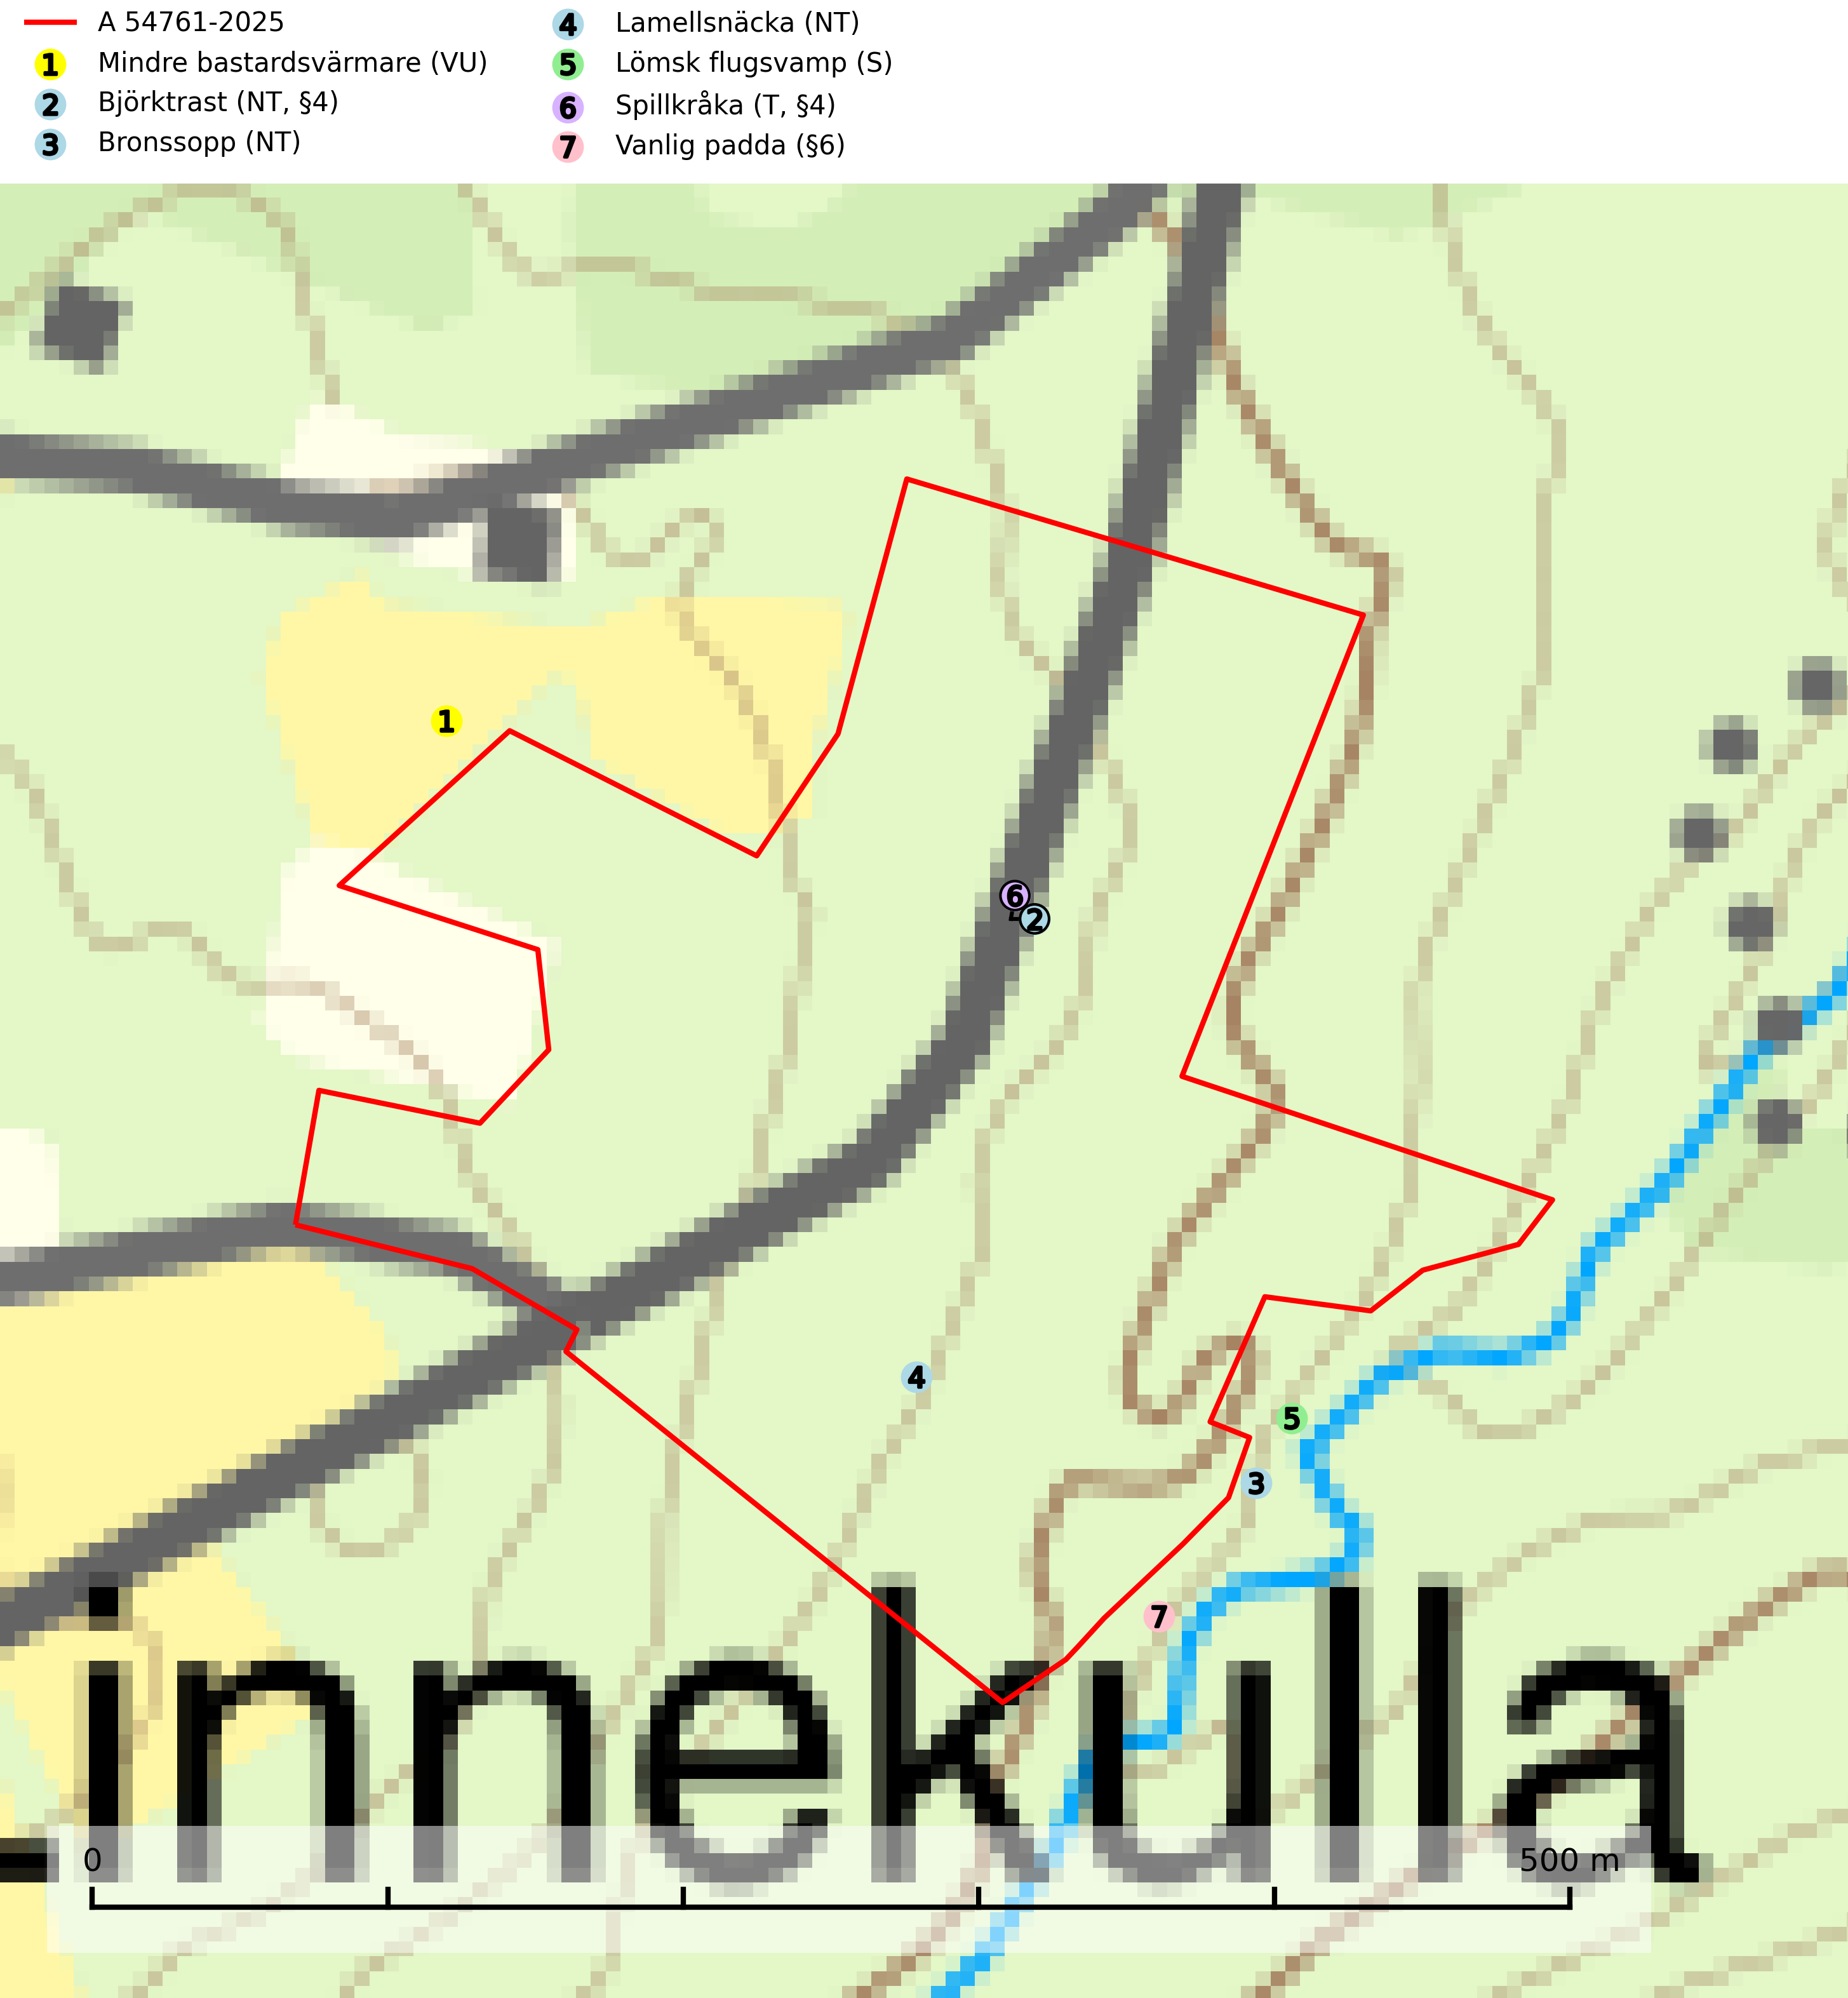 A 54761-2025
1 Mindre bastardsvärmare (VU)
2 Björktrast (NT, §4)
3 Bronssopp (NT)
4 Lamellsnäcka (NT)
5 Lömsk flugsvamp (S)
6 Spillkråka (T, §4)
7 Vanlig padda (§6)
1
6
2
4
5
3
7
innekulla
0 500 m